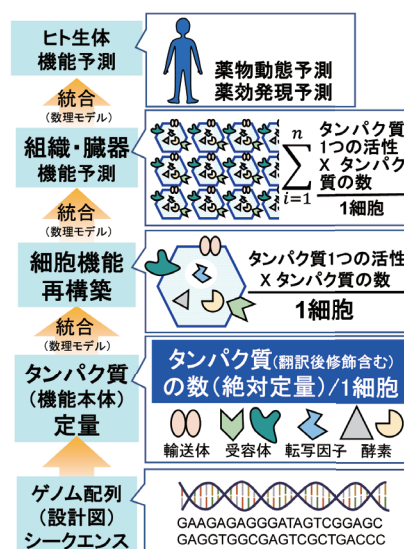 ヒト生体
機能予測
薬物動態予測
薬効発現予測
統合
(数理モデル)
組織・臓器
機能予測
n
∑
i=1
タンパク質
1つの活性
X タンパク
質の数
1細胞
統合
(数理モデル)
細胞機能
再構築
タンパク質1つの活性
X タンパク質の数
1細胞
統合
(数理モデル)
タンパク質
(機能本体)
定量
タンパク質(翻訳後修飾含む)
の数(絶対定量)/1細胞
輸送体 受容体 転写因子 酵素
ゲノム配列
(設計図)
シークエンス
GAAGAGAGGGATAGTCGGAGC
GAGGTGGCGAGTCGCTGACCC